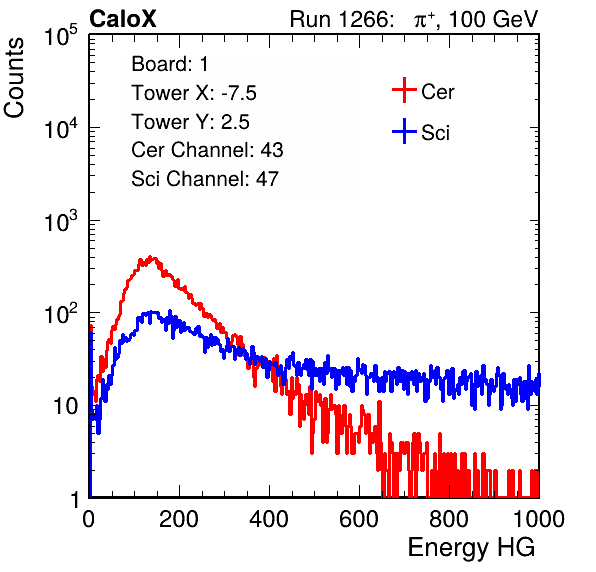 CaloX
Run 1266: π⁺, 100 GeV
Counts
10⁵
10⁴
10³
10²
10
1
Board: 1
Tower X: -7.5
Tower Y: 2.5
Cer Channel: 43
Sci Channel: 47
Cer
Sci
0 200 400 600 800 1000
Energy HG